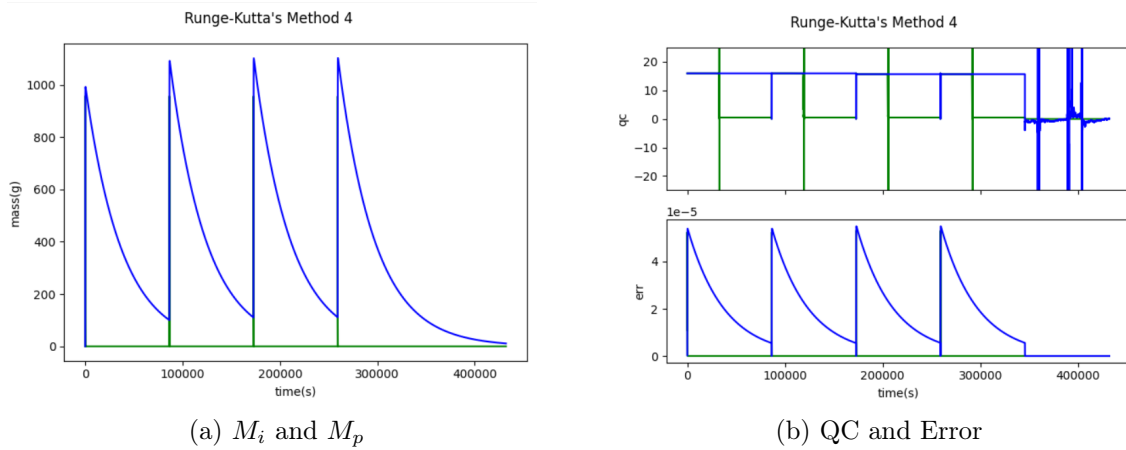 Runge-Kutta's Method 4
1000
800
600
400
200
0
mass(g)
0
100000
200000
300000
400000
time(s)
(a) M_i and M_p
Runge-Kutta's Method 4
20
10
0
−10
−20
qc
1e−5
4
2
0
err
0
100000
200000
300000
400000
time(s)
(b) QC and Error